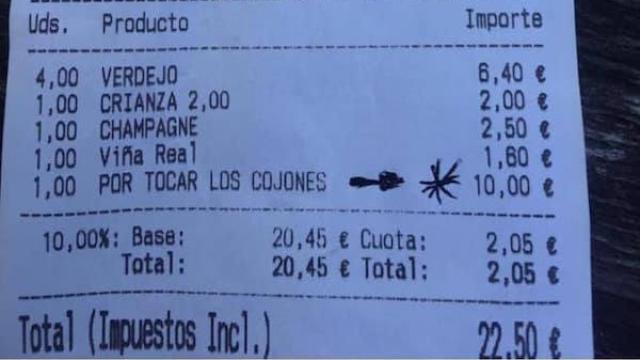 Uds. Producto Importe
4,00 VERDEJO 6,40 €
1,00 CRIANZA 2,00 2,00 €
1,00 CHAMPAGNE 2,50 €
1,00 Viña Real 1,60 €
1,00 POR TOCAR LOS COJONES 10,00 €
10,00%: Base: 20,45 € Cuota: 2,05 €
Total: 20,45 € Total: 2,05 €
Total (Impuestos Incl.) 22,50 €